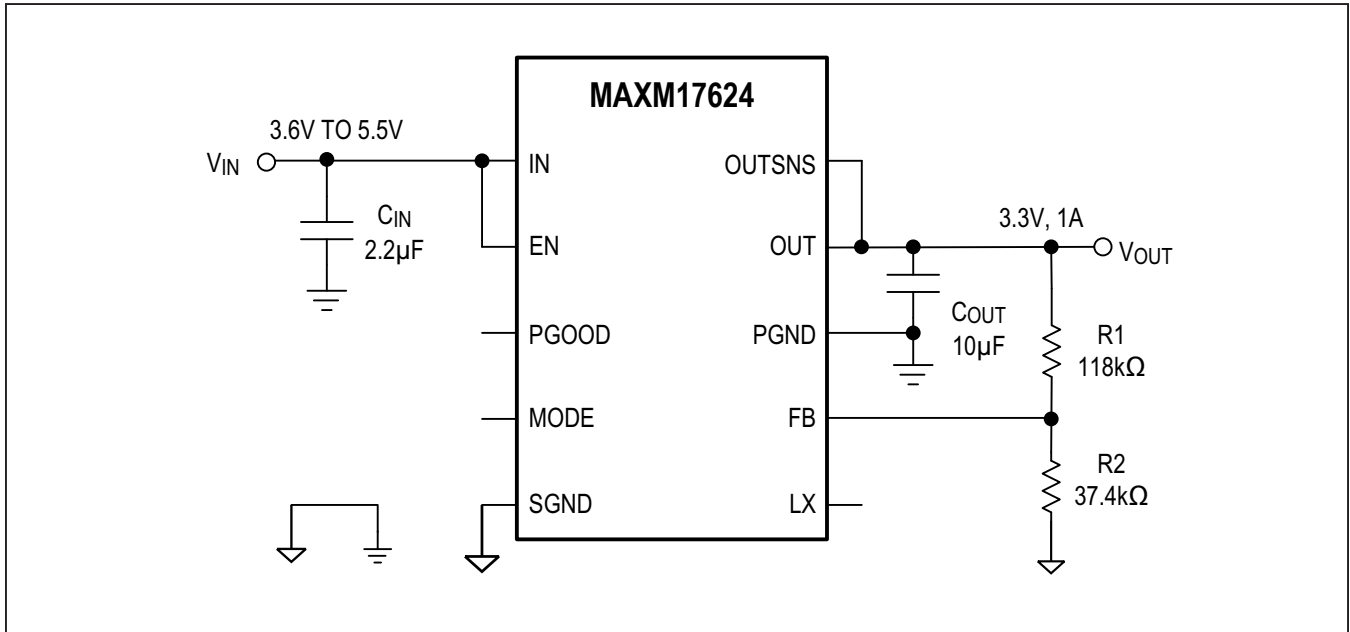 MAXM17624
3.6V TO 5.5V
VIN
CIN
2.2µF
IN
EN
PGOOD
MODE
SGND
OUTSNS
OUT
PGND
FB
LX
3.3V, 1A
VOUT
COUT
10µF
R1
118kΩ
R2
37.4kΩ